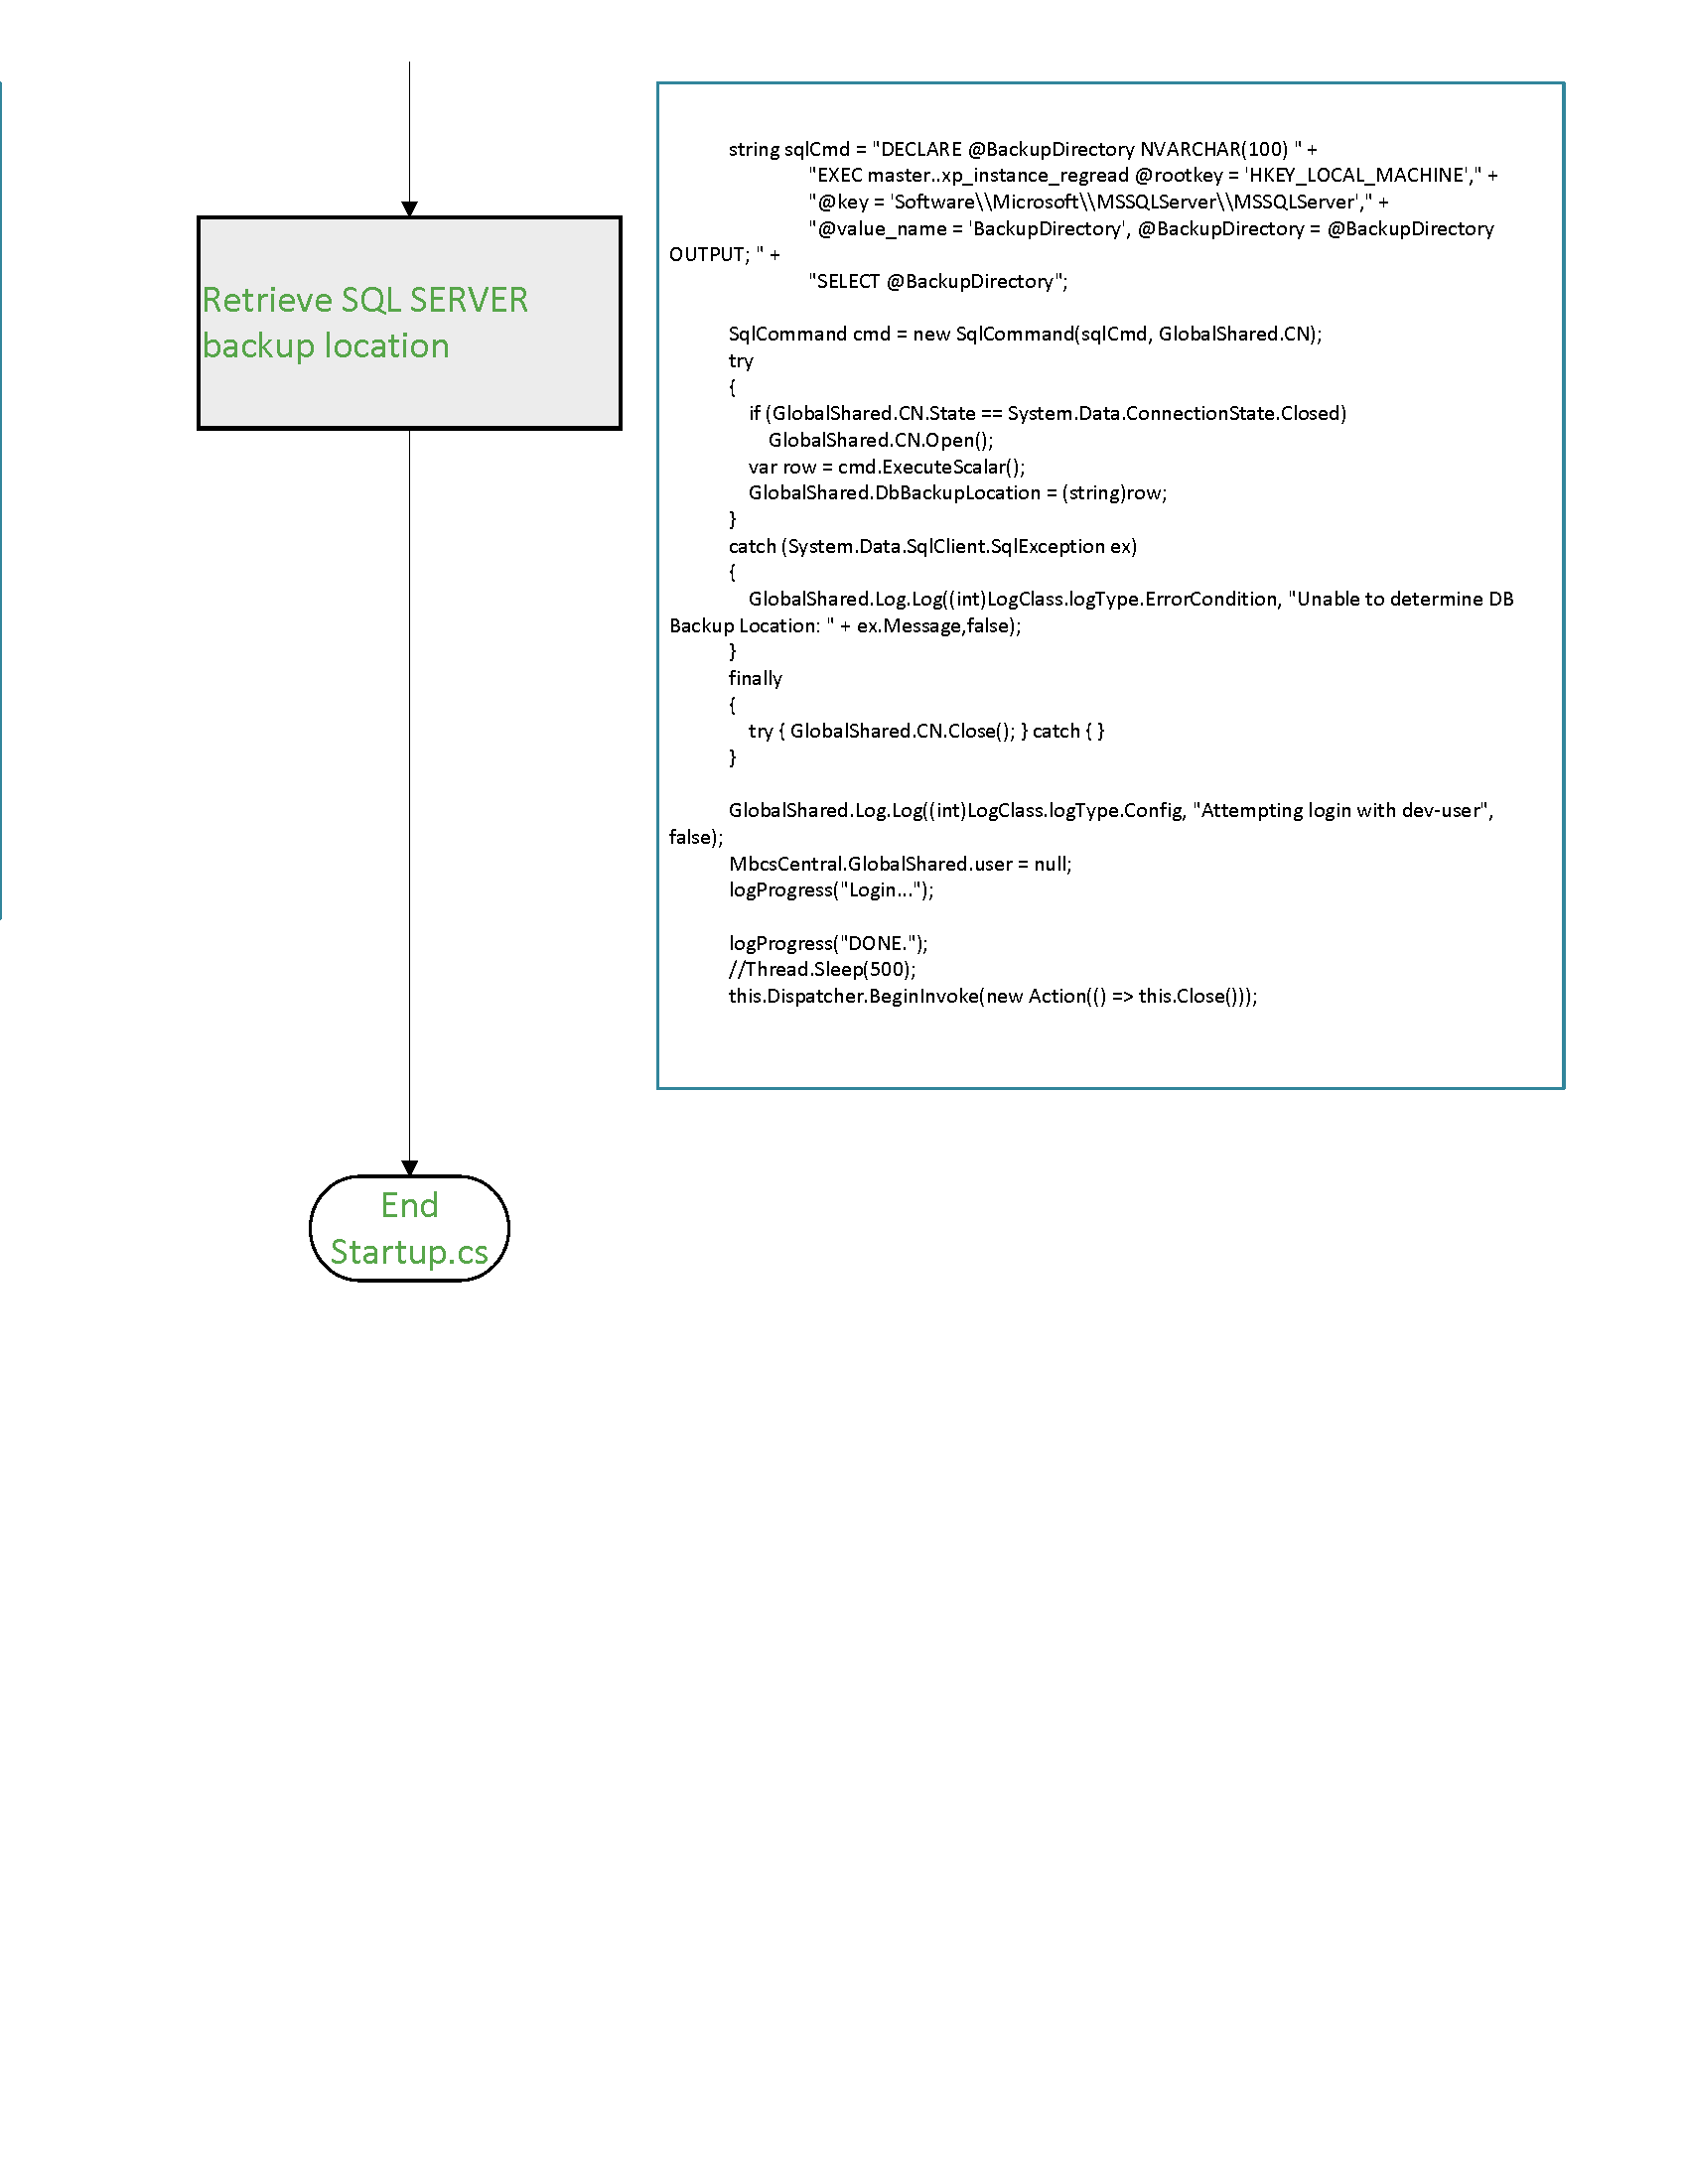 Retrieve SQL SERVER
backup location
string sqlCmd = "DECLARE @BackupDirectory NVARCHAR(100) " +
"EXEC master..xp_instance_regread @rootkey = 'HKEY_LOCAL_MACHINE'," +
"@key = 'Software\\Microsoft\\MSSQLServer\\MSSQLServer'," +
"@value_name = 'BackupDirectory', @BackupDirectory = @BackupDirectory
OUTPUT; " +
"SELECT @BackupDirectory";
SqlCommand cmd = new SqlCommand(sqlCmd, GlobalShared.CN);
try
{
if (GlobalShared.CN.State == System.Data.ConnectionState.Closed)
GlobalShared.CN.Open();
var row = cmd.ExecuteScalar();
GlobalShared.DbBackupLocation = (string)row;
}
catch (System.Data.SqlClient.SqlException ex)
{
GlobalShared.Log.Log((int)LogClass.logType.ErrorCondition, "Unable to determine DB
Backup Location: " + ex.Message,false);
}
finally
{
try { GlobalShared.CN.Close(); } catch { }
}
GlobalShared.Log.Log((int)LogClass.logType.Config, "Attempting login with dev-user",
false);
MbcsCentral.GlobalShared.user = null;
logProgress("Login...");
logProgress("DONE.");
//Thread.Sleep(500);
this.Dispatcher.BeginInvoke(new Action(() => this.Close()));
End
Startup.cs